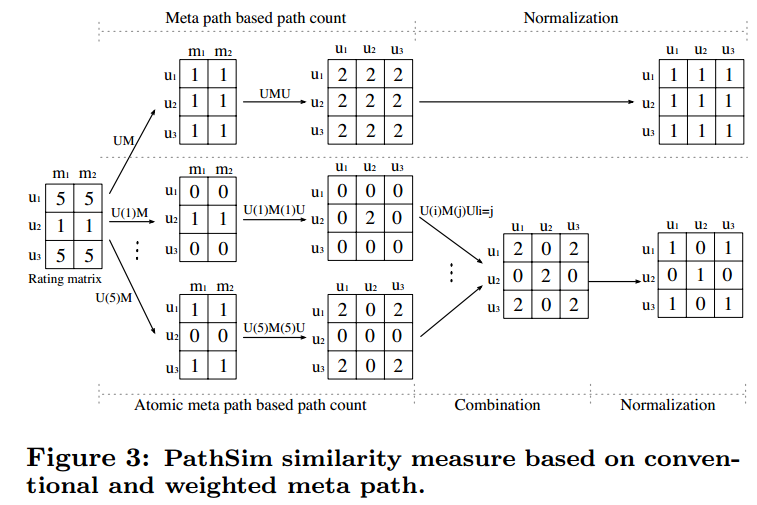 Meta path based path count
Normalization
m1 m2
u1 1 1
u2 1 1
u3 1 1
UMU
u1 u2 u3
u1 2 2 2
u2 2 2 2
u3 2 2 2
u1 u2 u3
u1 1 1 1
u2 1 1 1
u3 1 1 1
UM
m1 m2
u1 5 5
u2 1 1
u3 5 5
Rating matrix
U(1)M
m1 m2
u1 0 0
u2 1 1
u3 0 0
U(1)M(1)U
u1 u2 u3
u1 0 0 0
u2 0 2 0
u3 0 0 0
U(i)M(j)U|i=j
U(5)M
m1 m2
u1 1 1
u2 0 0
u3 1 1
U(5)M(5)U
u1 u2 u3
u1 2 0 2
u2 0 0 0
u3 2 0 2
u1 u2 u3
u1 2 0 2
u2 0 2 0
u3 2 0 2
u1 u2 u3
u1 1 0 1
u2 0 1 0
u3 1 0 1
Atomic meta path based path count
Combination
Normalization
Figure 3: PathSim similarity measure based on conven-
tional and weighted meta path.